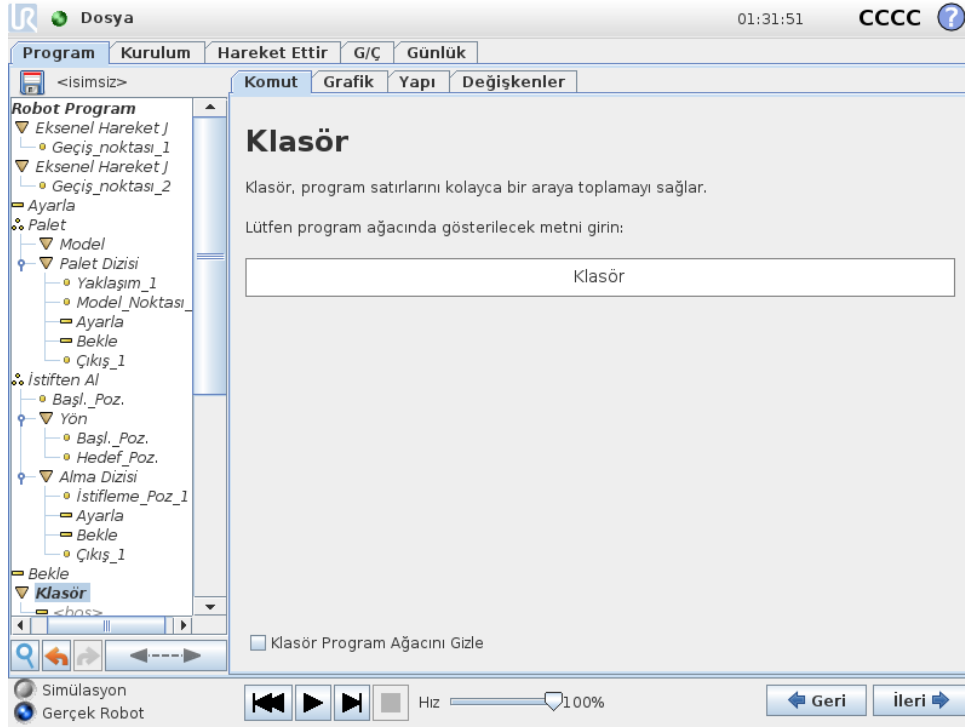 Dosya
01:31:51
CCCC
?
Program
Kurulum
Hareket Ettir
G/Ç
Günlük
<isimsiz>
Komut
Grafik
Yapı
Değişkenler
Robot Program
Eksenel Hareket J
Geçiş_noktası_1
Eksenel Hareket J
Geçiş_noktası_2
Ayarla
Palet
Model
Palet Dizisi
Yaklaşım_1
Model_Noktası_
Ayarla
Bekle
Çıkış_1
İstiften Al
Başl._Poz.
Yön
Başl._Poz.
Hedef_Poz.
Alma Dizisi
İstifleme_Poz_1
Ayarla
Bekle
Çıkış_1
Bekle
Klasör
<boş>
Klasör
Klasör, program satırlarını kolayca bir araya toplamayı sağlar.
Lütfen program ağacında gösterilecek metni girin:
Klasör
Klasör Program Ağacını Gizle
Simülasyon
Gerçek Robot
Hız
100%
Geri
İleri